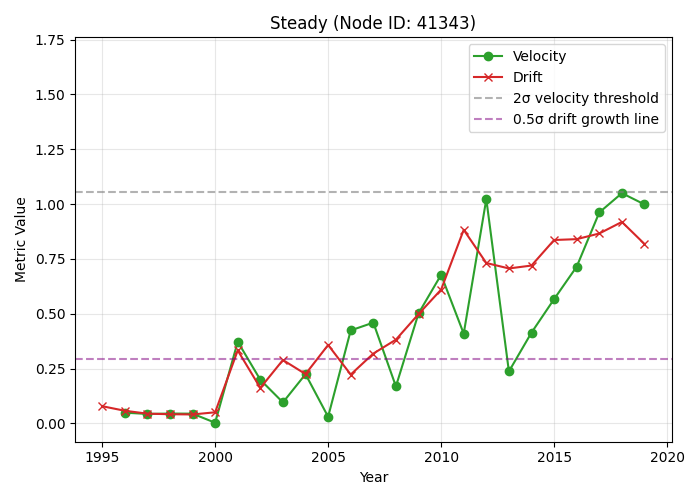 Steady (Node ID: 41343)
Velocity
Drift
2σ velocity threshold
0.5σ drift growth line
1.75
1.50
1.25
1.00
0.75
0.50
0.25
0.00
Metric Value
1995
2000
2005
2010
2015
2020
Year